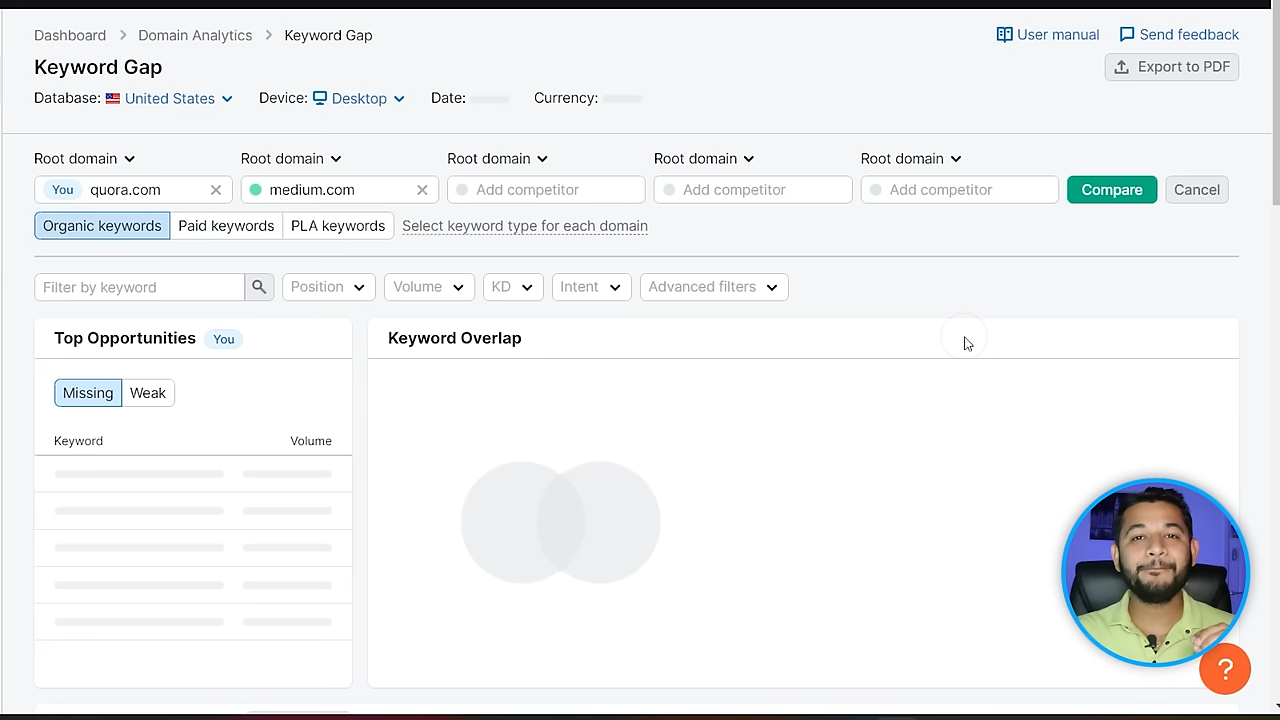 Dashboard > Domain Analytics > Keyword Gap
User manual
Send feedback
Keyword Gap
Export to PDF
Database: United States
Device: Desktop
Date:
Currency:
Root domain
Root domain
Root domain
Root domain
Root domain
You quora.com
medium.com
Add competitor
Add competitor
Add competitor
Compare
Cancel
Organic keywords
Paid keywords
PLA keywords
Select keyword type for each domain
Filter by keyword
Position
Volume
KD
Intent
Advanced filters
Top Opportunities You
Keyword Overlap
Missing
Weak
Keyword
Volume
?